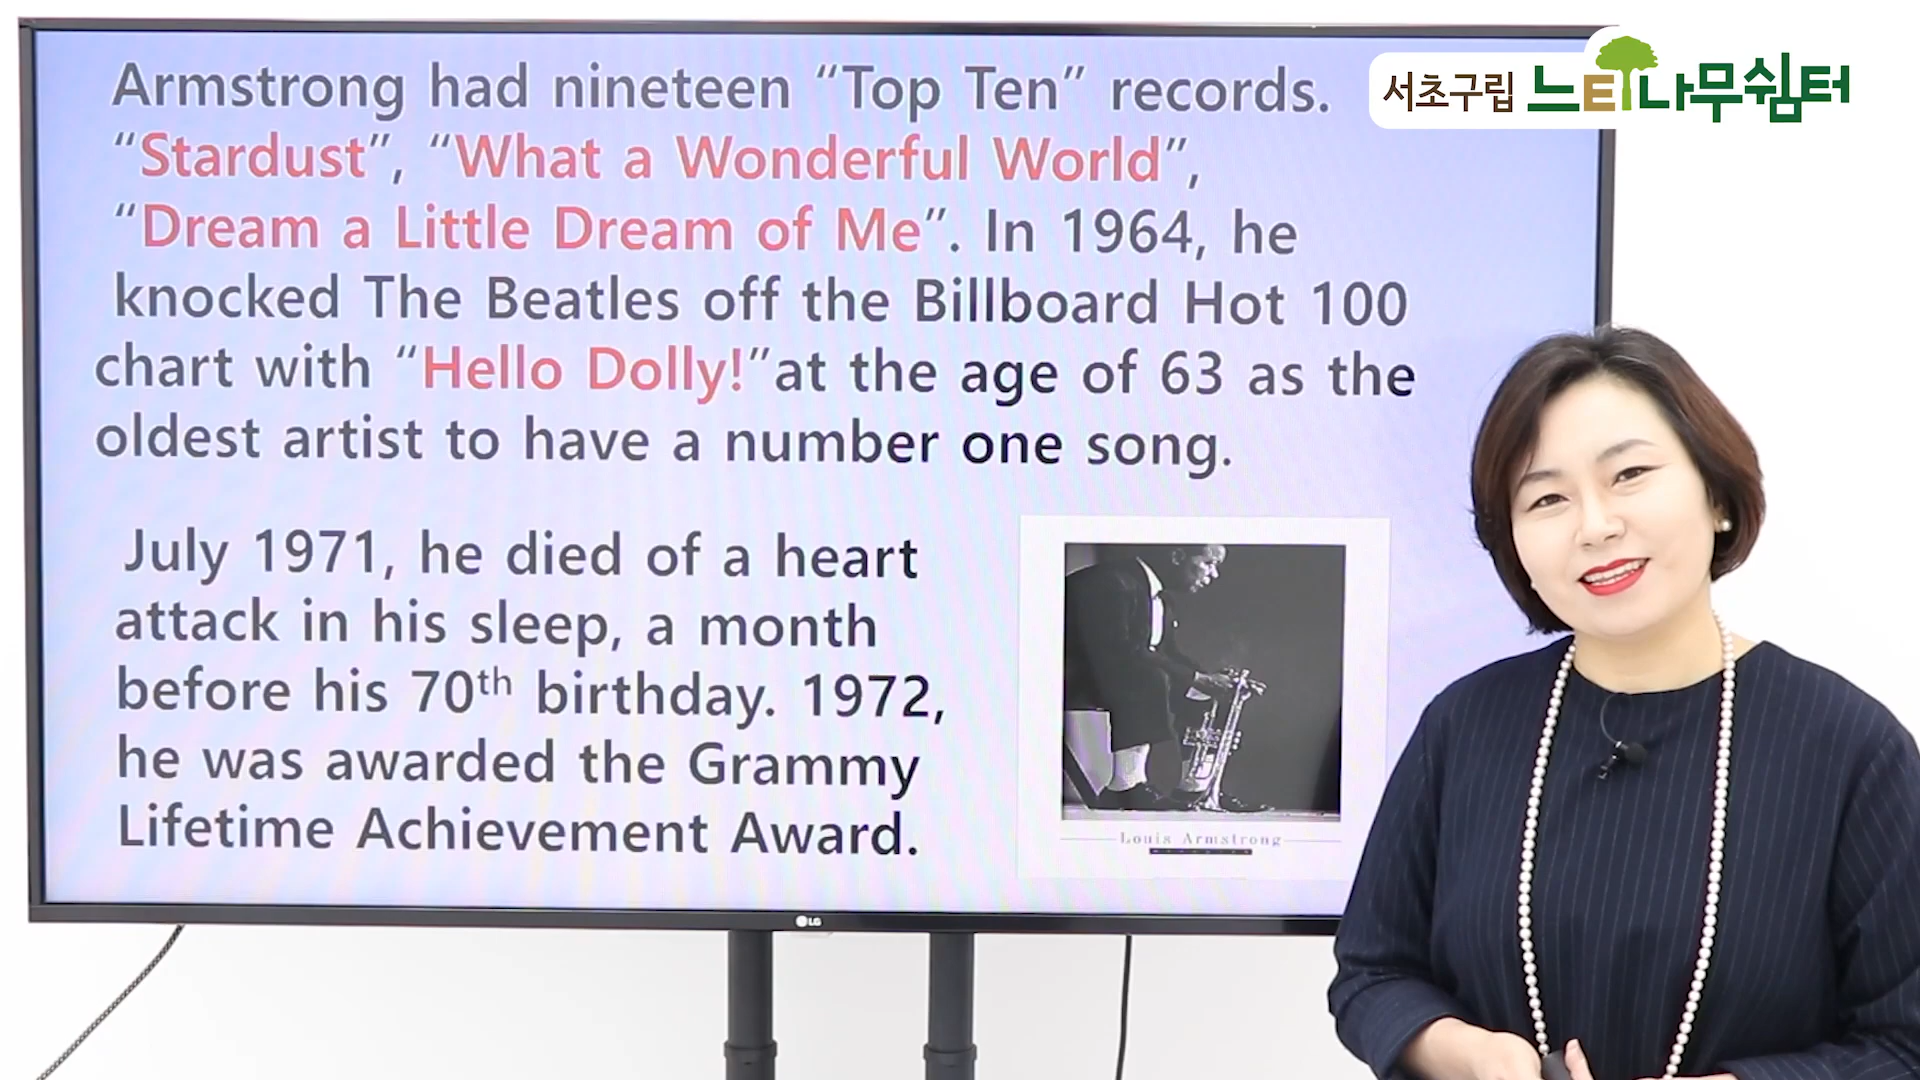 Armstrong had nineteen “Top Ten” records.
“Stardust”, “What a Wonderful World”,
“Dream a Little Dream of Me”. In 1964, he
knocked The Beatles off the Billboard Hot 100
chart with “Hello Dolly!”at the age of 63 as the
oldest artist to have a number one song.
July 1971, he died of a heart
attack in his sleep, a month
before his 70th birthday. 1972,
he was awarded the Grammy
Lifetime Achievement Award.
Louis Armstrong
LG
서초구립 느티나무쉼터